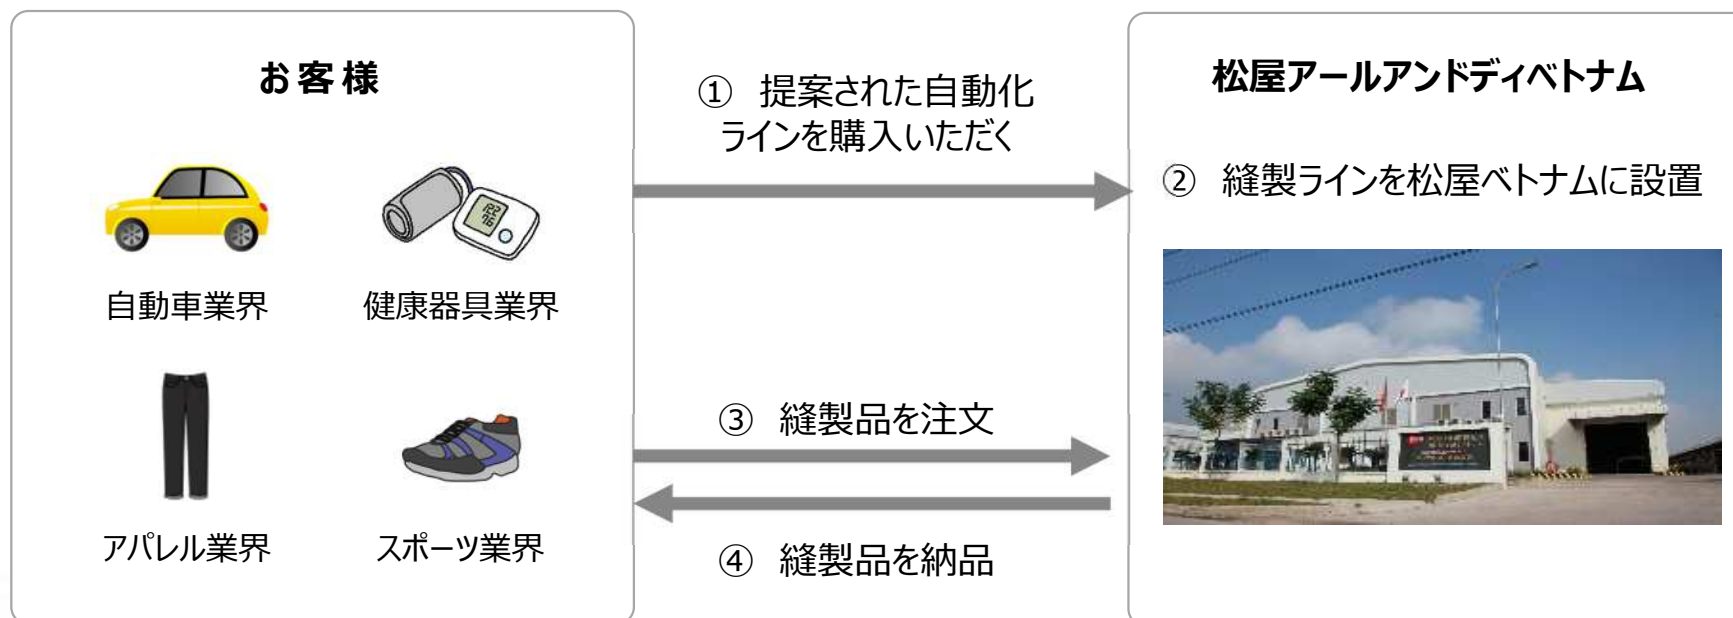 お客様
自動車業界
健康器具業界
アパレル業界
スポーツ業界
① 提案された自動化
ラインを購入いただく
③ 縫製品を注文
④ 縫製品を納品
松屋アールアンドディベトナム
② 縫製ラインを松屋ベトナムに設置